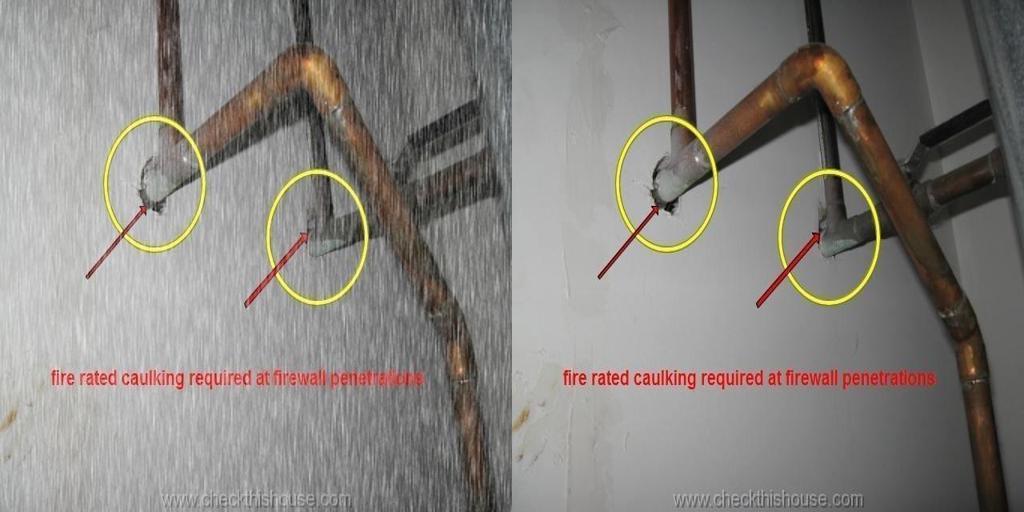 fire rated caulking required at firewall penetrations
fire rated caulking required at firewall penetrations
www.checkthishouse.com
www.checkthishouse.com